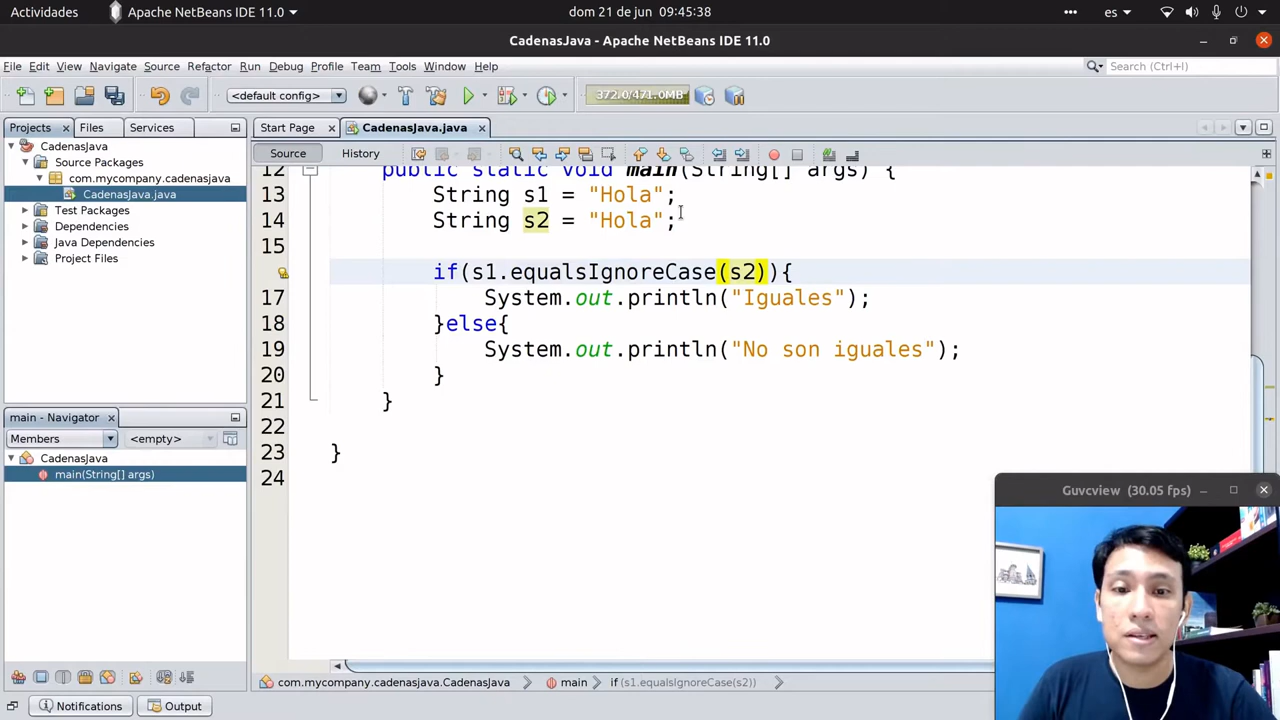 Actividades
Apache NetBeans IDE 11.0
dom 21 de jun 09:45:38
es
CadenasJava - Apache NetBeans IDE 11.0
File Edit View Navigate Source Refactor Run Debug Profile Team Tools Window Help
Search (Ctrl+I)
<default config>
372.0/471.0MB
Projects
Files
Services
Start Page
CadenasJava.java
Source
History
CadenasJava
Source Packages
com.mycompany.cadenasjava
CadenasJava.java
Test Packages
Dependencies
Java Dependencies
Project Files
12 public static void main(String[] args) {
13 String s1 = "Hola";
14 String s2 = "Hola";
15
if(s1.equalsIgnoreCase(s2)){
17 System.out.println("Iguales");
18 }else{
19 System.out.println("No son iguales");
20 }
21 }
22
23 }
24
main - Navigator
Members
<empty>
CadenasJava
main(String[] args)
Guvcview (30.05 fps)
com.mycompany.cadenasjava.CadenasJava
main
if (s1.equalsIgnoreCase(s2))
Notifications
Output